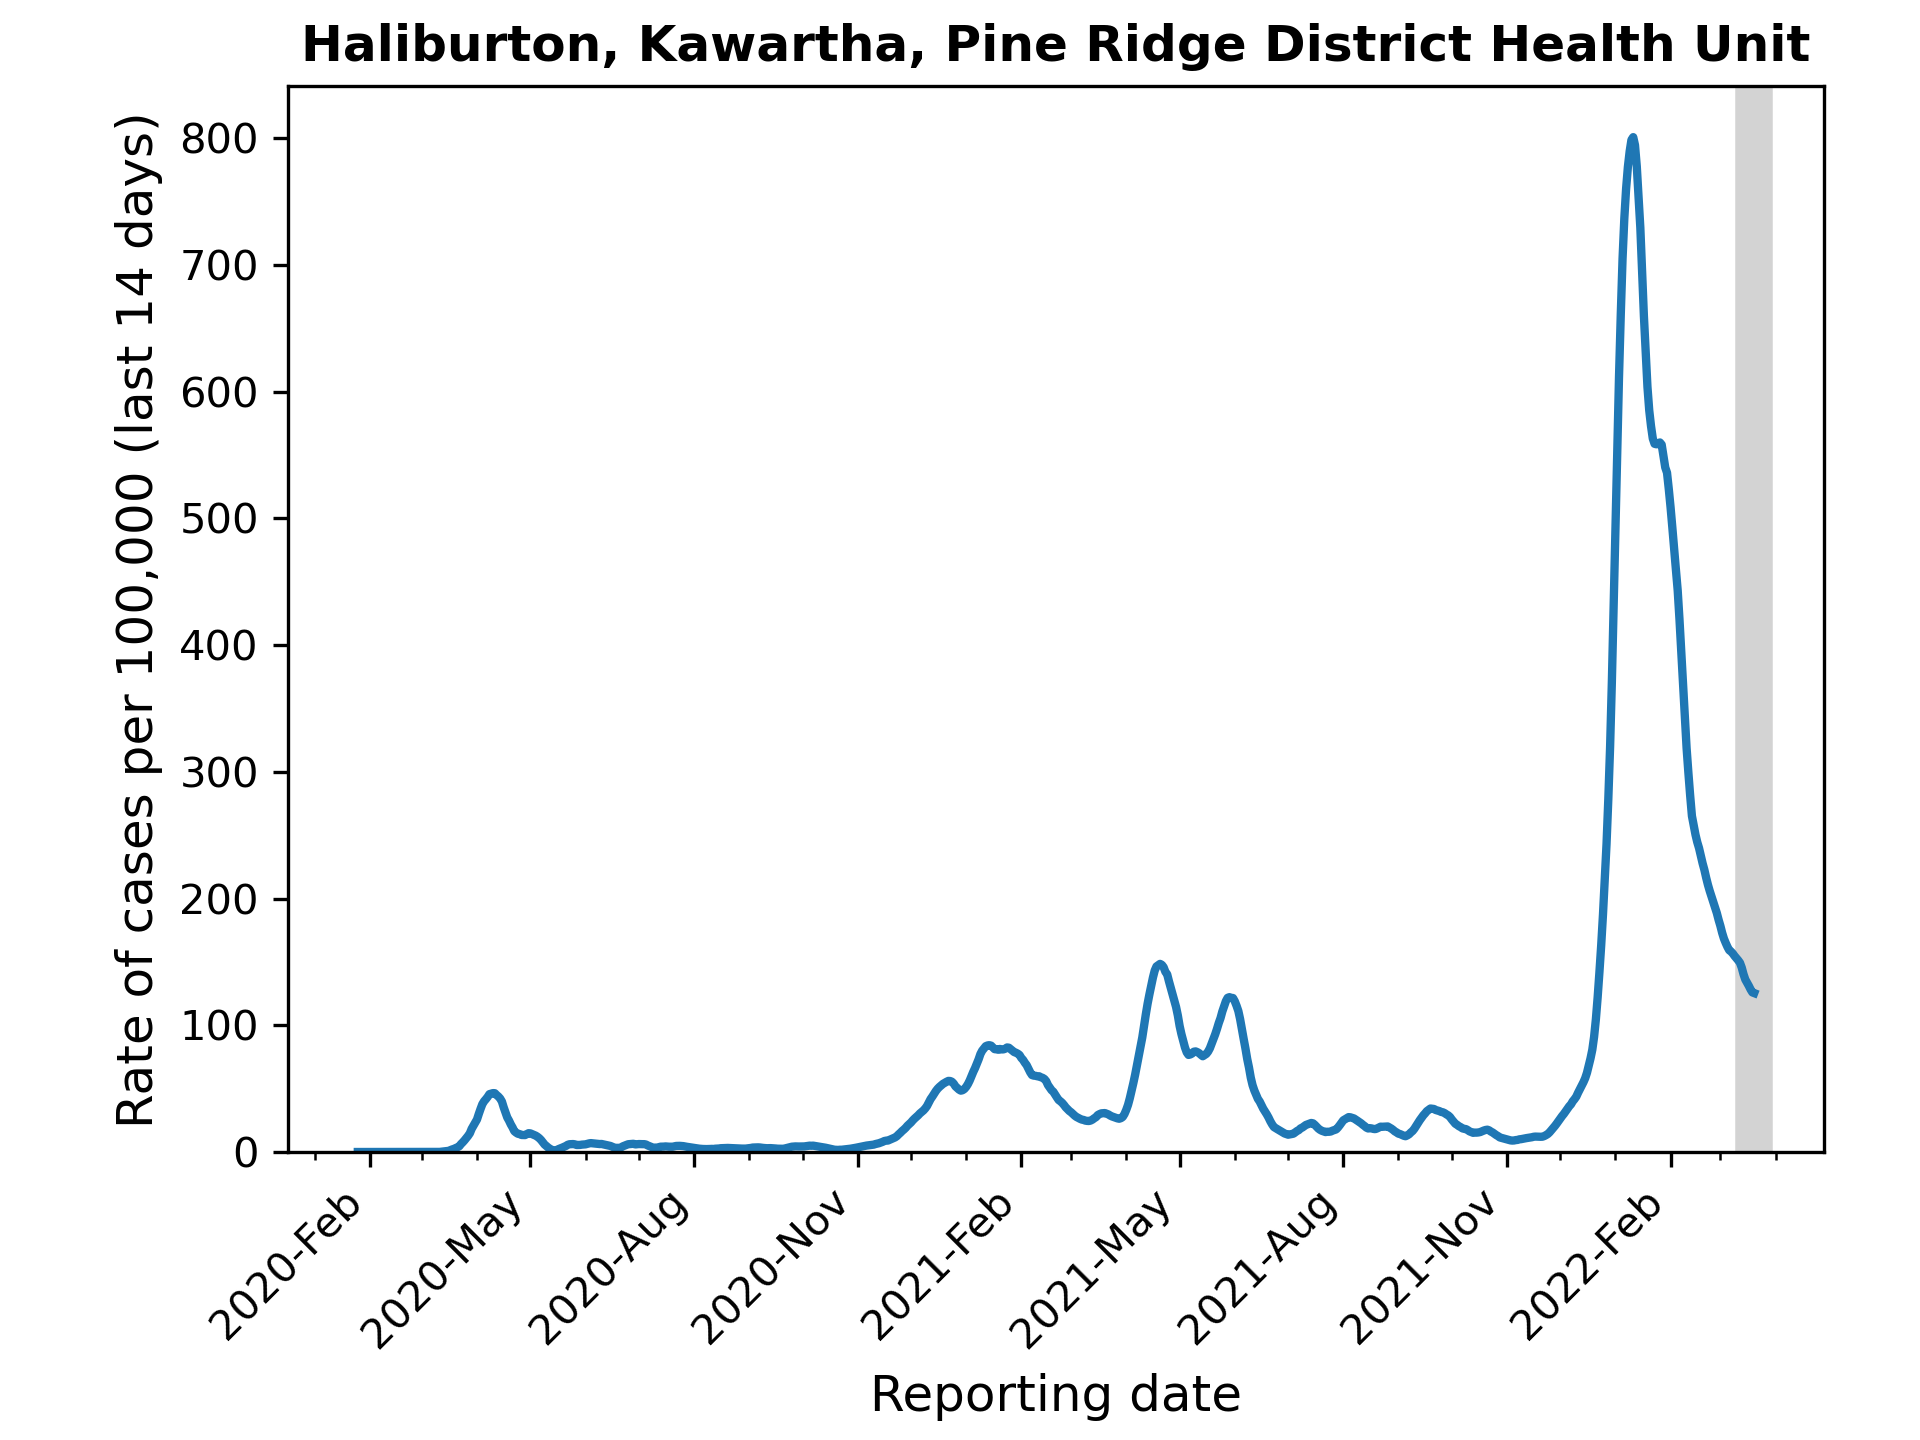 Haliburton, Kawartha, Pine Ridge District Health Unit
Rate of cases per 100,000 (last 14 days)
800
700
600
500
400
300
200
100
0
2020-Feb
2020-May
2020-Aug
2020-Nov
2021-Feb
2021-May
2021-Aug
2021-Nov
2022-Feb
Reporting date